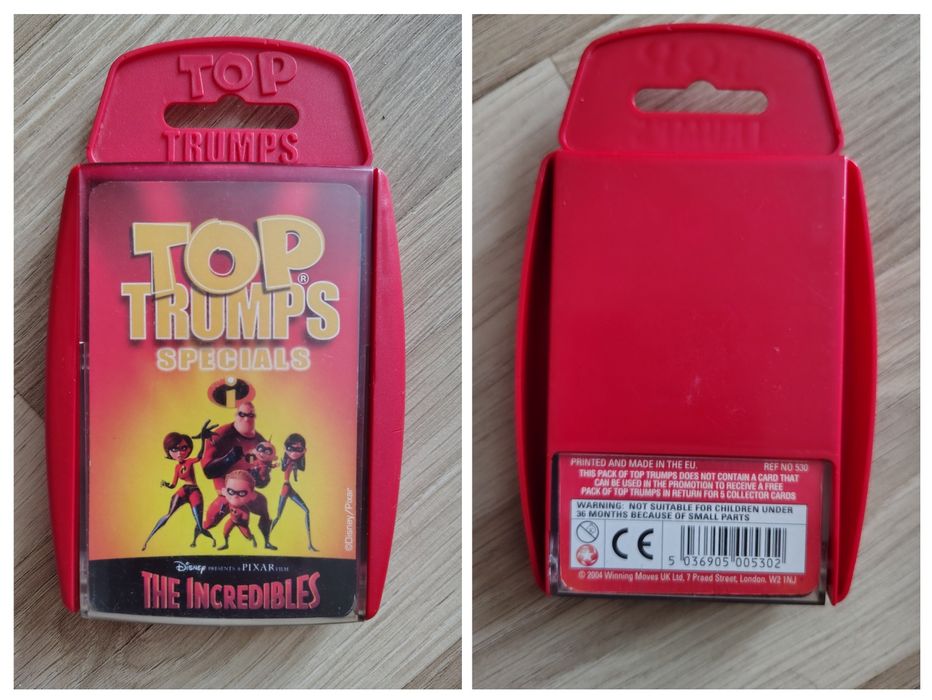 TOP
TRUMPS
TOP
TRUMPS®
SPECIALS
i
©Disney/Pixar
Disney PRESENTS A PIXAR FILM
THE INCREDIBLES
TOP
TRUMPS
PRINTED AND MADE IN THE EU. REF NO 530
THIS PACK OF TOP TRUMPS DOES NOT CONTAIN A CARD THAT
CAN BE USED IN THE PROMOTION TO RECEIVE A FREE
PACK OF TOP TRUMPS IN RETURN FOR 5 COLLECTOR CARDS
WARNING: NOT SUITABLE FOR CHILDREN UNDER
36 MONTHS BECAUSE OF SMALL PARTS
CE
5 036905 005302
© 2004 Winning Moves UK Ltd, 7 Praed Street, London. W2 1NJ